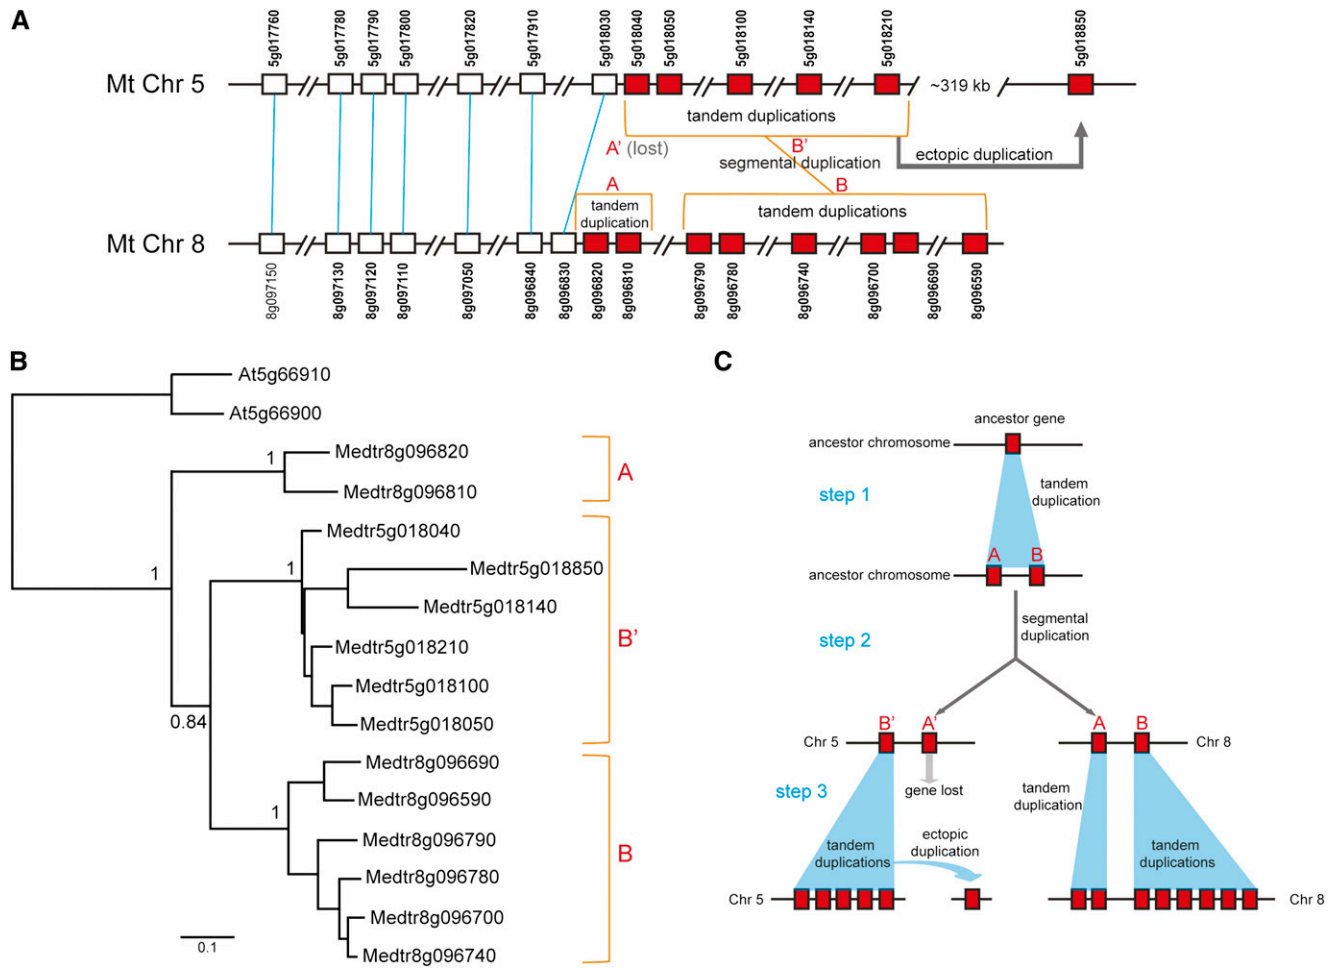 A
5g017760
5g017780
5g017790
5g017800
5g017820
5g017910
5g018030
5g018040
5g018050
5g018100
5g018140
5g018210
5g018850
Mt Chr 5
~319 kb
tandem duplications
A’ (lost)
B’
segmental duplication
ectopic duplication
A
B
tandem
duplication
tandem duplications
Mt Chr 8
8g097150
8g097130
8g097120
8g097110
8g097050
8g096840
8g096830
8g096820
8g096810
8g096790
8g096780
8g096740
8g096700
8g096690
8g096590
B
At5g66910
At5g66900
1
Medtr8g096820
Medtr8g096810
A
1
Medtr5g018040
1
Medtr5g018850
Medtr5g018140
Medtr5g018210
B’
Medtr5g018100
Medtr5g018050
0.84
Medtr8g096690
Medtr8g096590
1
Medtr8g096790
B
Medtr8g096780
Medtr8g096700
Medtr8g096740
0.1
C
ancestor gene
ancestor chromosome
step 1
tandem
duplication
A
B
ancestor chromosome
step 2
segmental
duplication
B’
A’
A
B
Chr 5
Chr 8
step 3
gene lost
tandem
duplication
tandem
duplications
ectopic
duplication
tandem
duplications
Chr 5
Chr 8